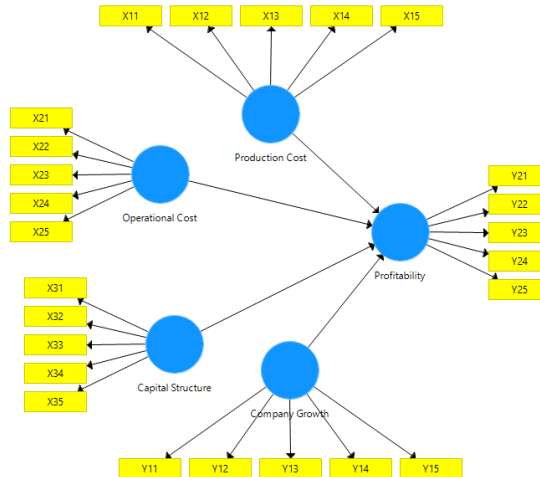 X11
X12
X13
X14
X15
Production Cost
X21
X22
X23
X24
X25
Operational Cost
Y21
Y22
Y23
Y24
Y25
Profitability
X31
X32
X33
X34
X35
Capital Structure
Company Growth
Y11
Y12
Y13
Y14
Y15